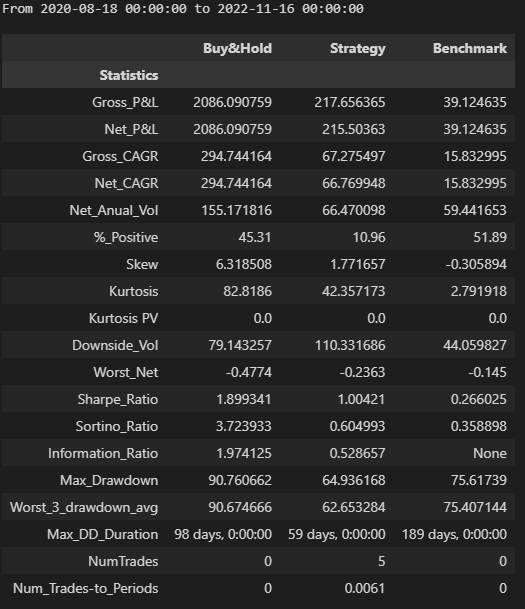 From 2020-08-18 00:00:00 to 2022-11-16 00:00:00
Buy&Hold Strategy Benchmark
Statistics
Gross_P&L 2086.090759 217.656365 39.124635
Net_P&L 2086.090759 215.50363 39.124635
Gross_CAGR 294.744164 67.275497 15.832995
Net_CAGR 294.744164 66.769948 15.832995
Net_Anual_Vol 155.171816 66.470098 59.441653
%_Positive 45.31 10.96 51.89
Skew 6.318508 1.771657 -0.305894
Kurtosis 82.8186 42.357173 2.791918
Kurtosis PV 0.0 0.0 0.0
Downside_Vol 79.143257 110.331686 44.059827
Worst_Net -0.4774 -0.2363 -0.145
Sharpe_Ratio 1.899341 1.00421 0.266025
Sortino_Ratio 3.723933 0.604993 0.358898
Information_Ratio 1.974125 0.528657 None
Max_Drawdown 90.760662 64.936168 75.61739
Worst_3_drawdown_avg 90.674666 62.653284 75.407144
Max_DD_Duration 98 days, 0:00:00 59 days, 0:00:00 189 days, 0:00:00
NumTrades 0 5 0
Num_Trades-to_Periods 0 0.0061 0